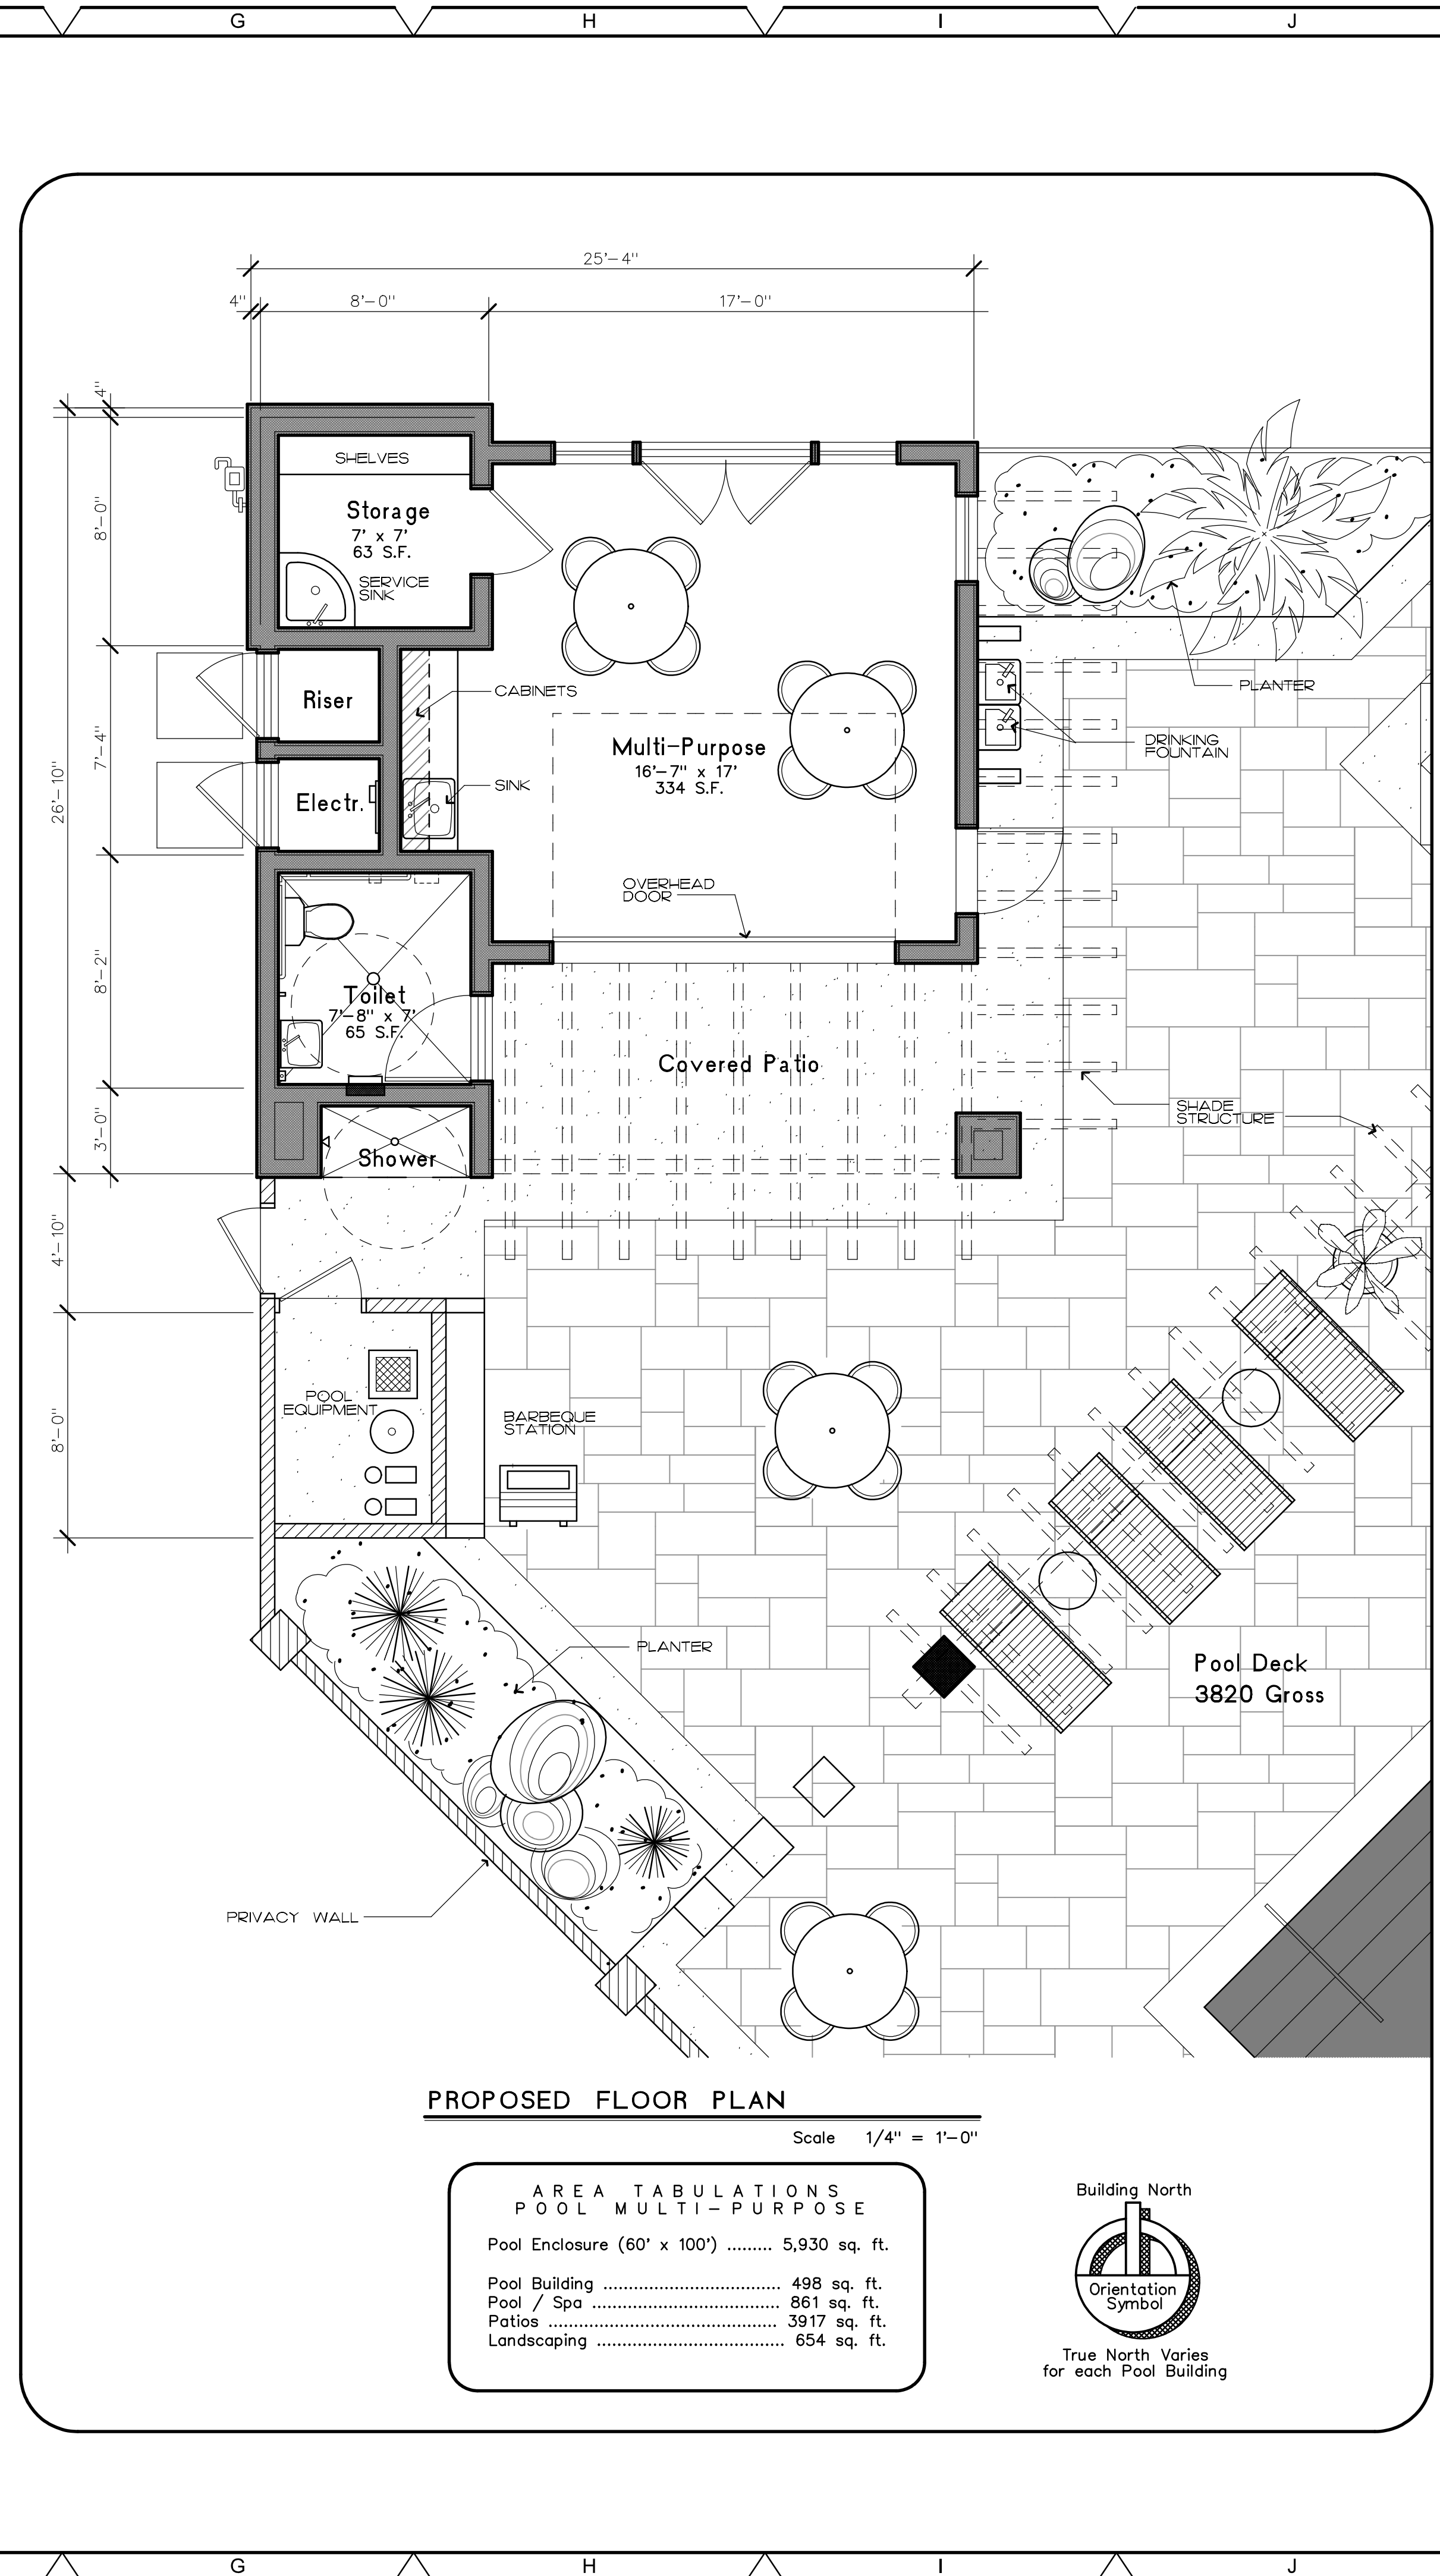 G H I J
25'-4"
4" 8'-0" 17'-0"
4"
8'-0"
7'-4"
26'-10"
8'-2"
3'-0"
4'-10"
8'-0"
SHELVES
Storage
7' x 7'
63 S.F.
SERVICE
SINK
Riser
CABINETS
PLANTER
Multi-Purpose
16'-7" x 17'
334 S.F.
DRINKING
FOUNTAIN
SINK
Electr.
OVERHEAD
DOOR
Toilet
7'-8" x 7'
65 S.F.
Covered Patio
SHADE
STRUCTURE
Shower
POOL
EQUIPMENT
BARBEQUE
STATION
PLANTER
Pool Deck
3820 Gross
PRIVACY WALL
PROPOSED FLOOR PLAN
Scale 1/4" = 1'-0"
AREA TABULATIONS
POOL MULTI-PURPOSE
Pool Enclosure (60' x 100') ......... 5,930 sq. ft.
Pool Building ................................... 498 sq. ft.
Pool / Spa ..................................... 861 sq. ft.
Patios ............................................. 3917 sq. ft.
Landscaping ..................................... 654 sq. ft.
Building North
Orientation
Symbol
True North Varies
for each Pool Building
G H I J